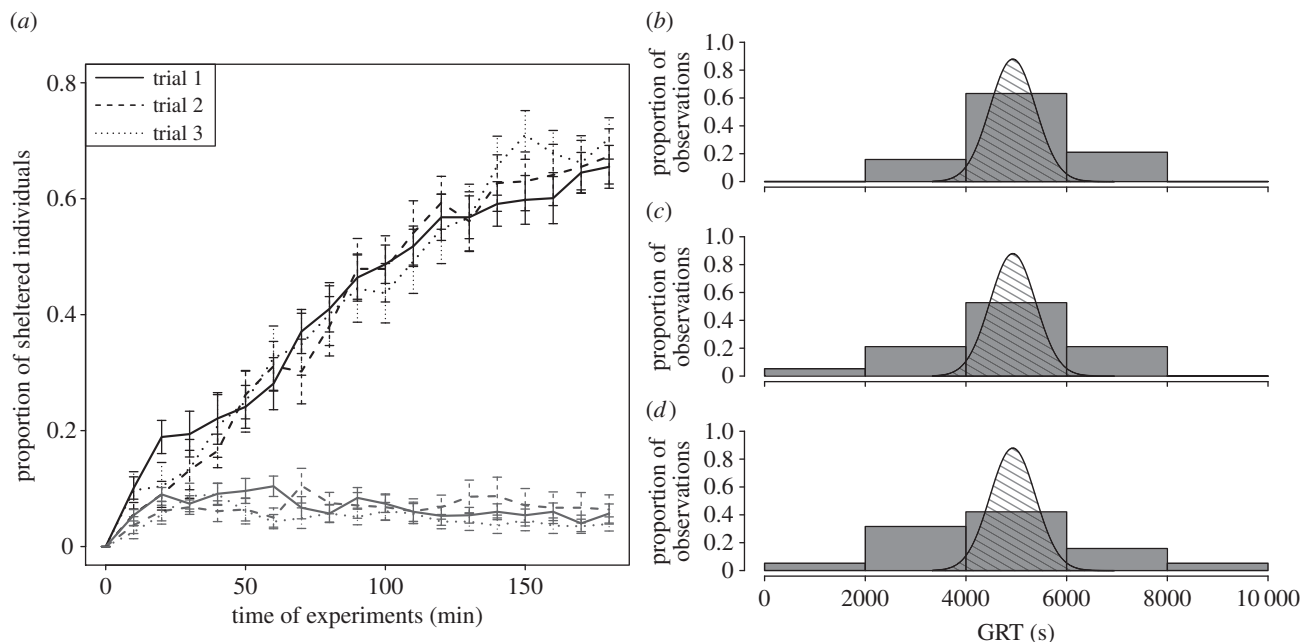 (a)
0.8
0.6
0.4
0.2
0
trial 1
trial 2
trial 3
proportion of sheltered individuals
0 50 100 150
time of experiments (min)
(b)
proportion of
observations
1.0
0.8
0.6
0.4
0.2
0
(c)
proportion of
observations
1.0
0.8
0.6
0.4
0.2
0
(d)
proportion of
observations
1.0
0.8
0.6
0.4
0.2
0
0 2000 4000 6000 8000 10 000
GRT (s)